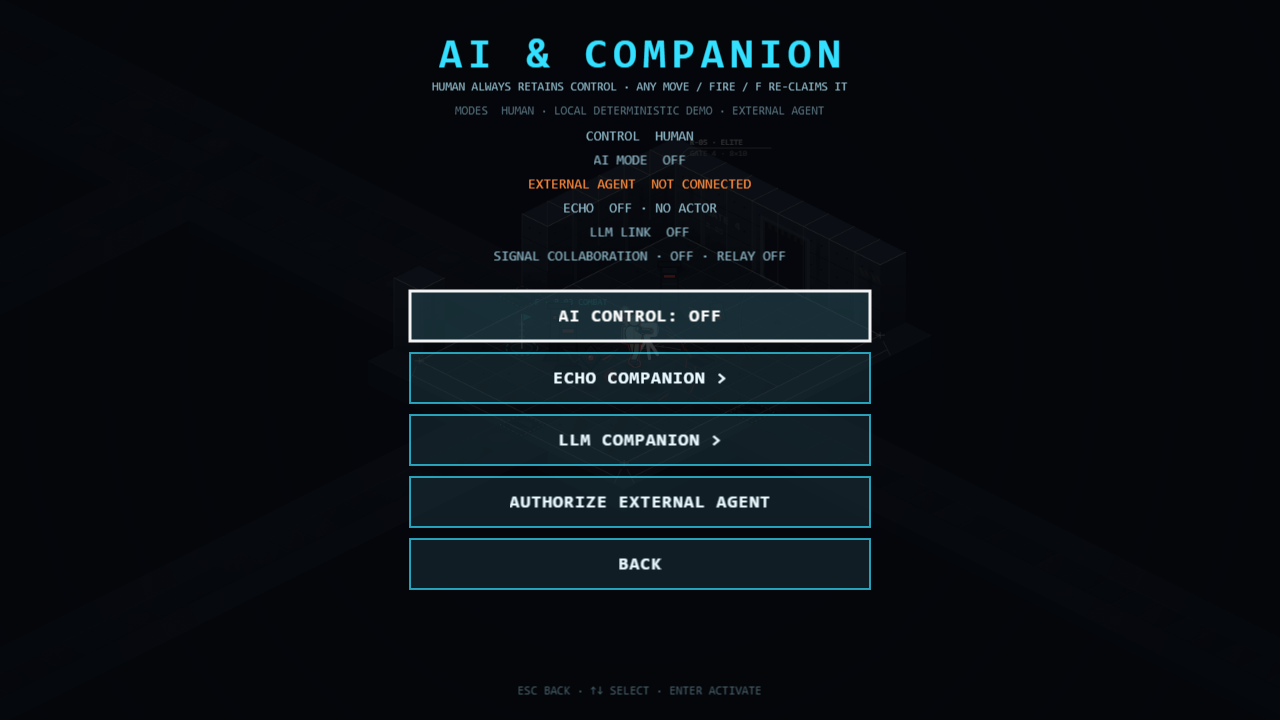 AI & COMPANION
HUMAN ALWAYS RETAINS CONTROL · ANY MOVE / FIRE / F RE-CLAIMS IT
MODES  HUMAN · LOCAL DETERMINISTIC DEMO · EXTERNAL AGENT
CONTROL  HUMAN
AI MODE  OFF
EXTERNAL AGENT  NOT CONNECTED
ECHO  OFF · NO ACTOR
LLM LINK  OFF
SIGNAL COLLABORATION · OFF · RELAY OFF
AI CONTROL: OFF
ECHO COMPANION >
LLM COMPANION >
AUTHORIZE EXTERNAL AGENT
BACK
ESC BACK · ↑↓ SELECT · ENTER ACTIVATE